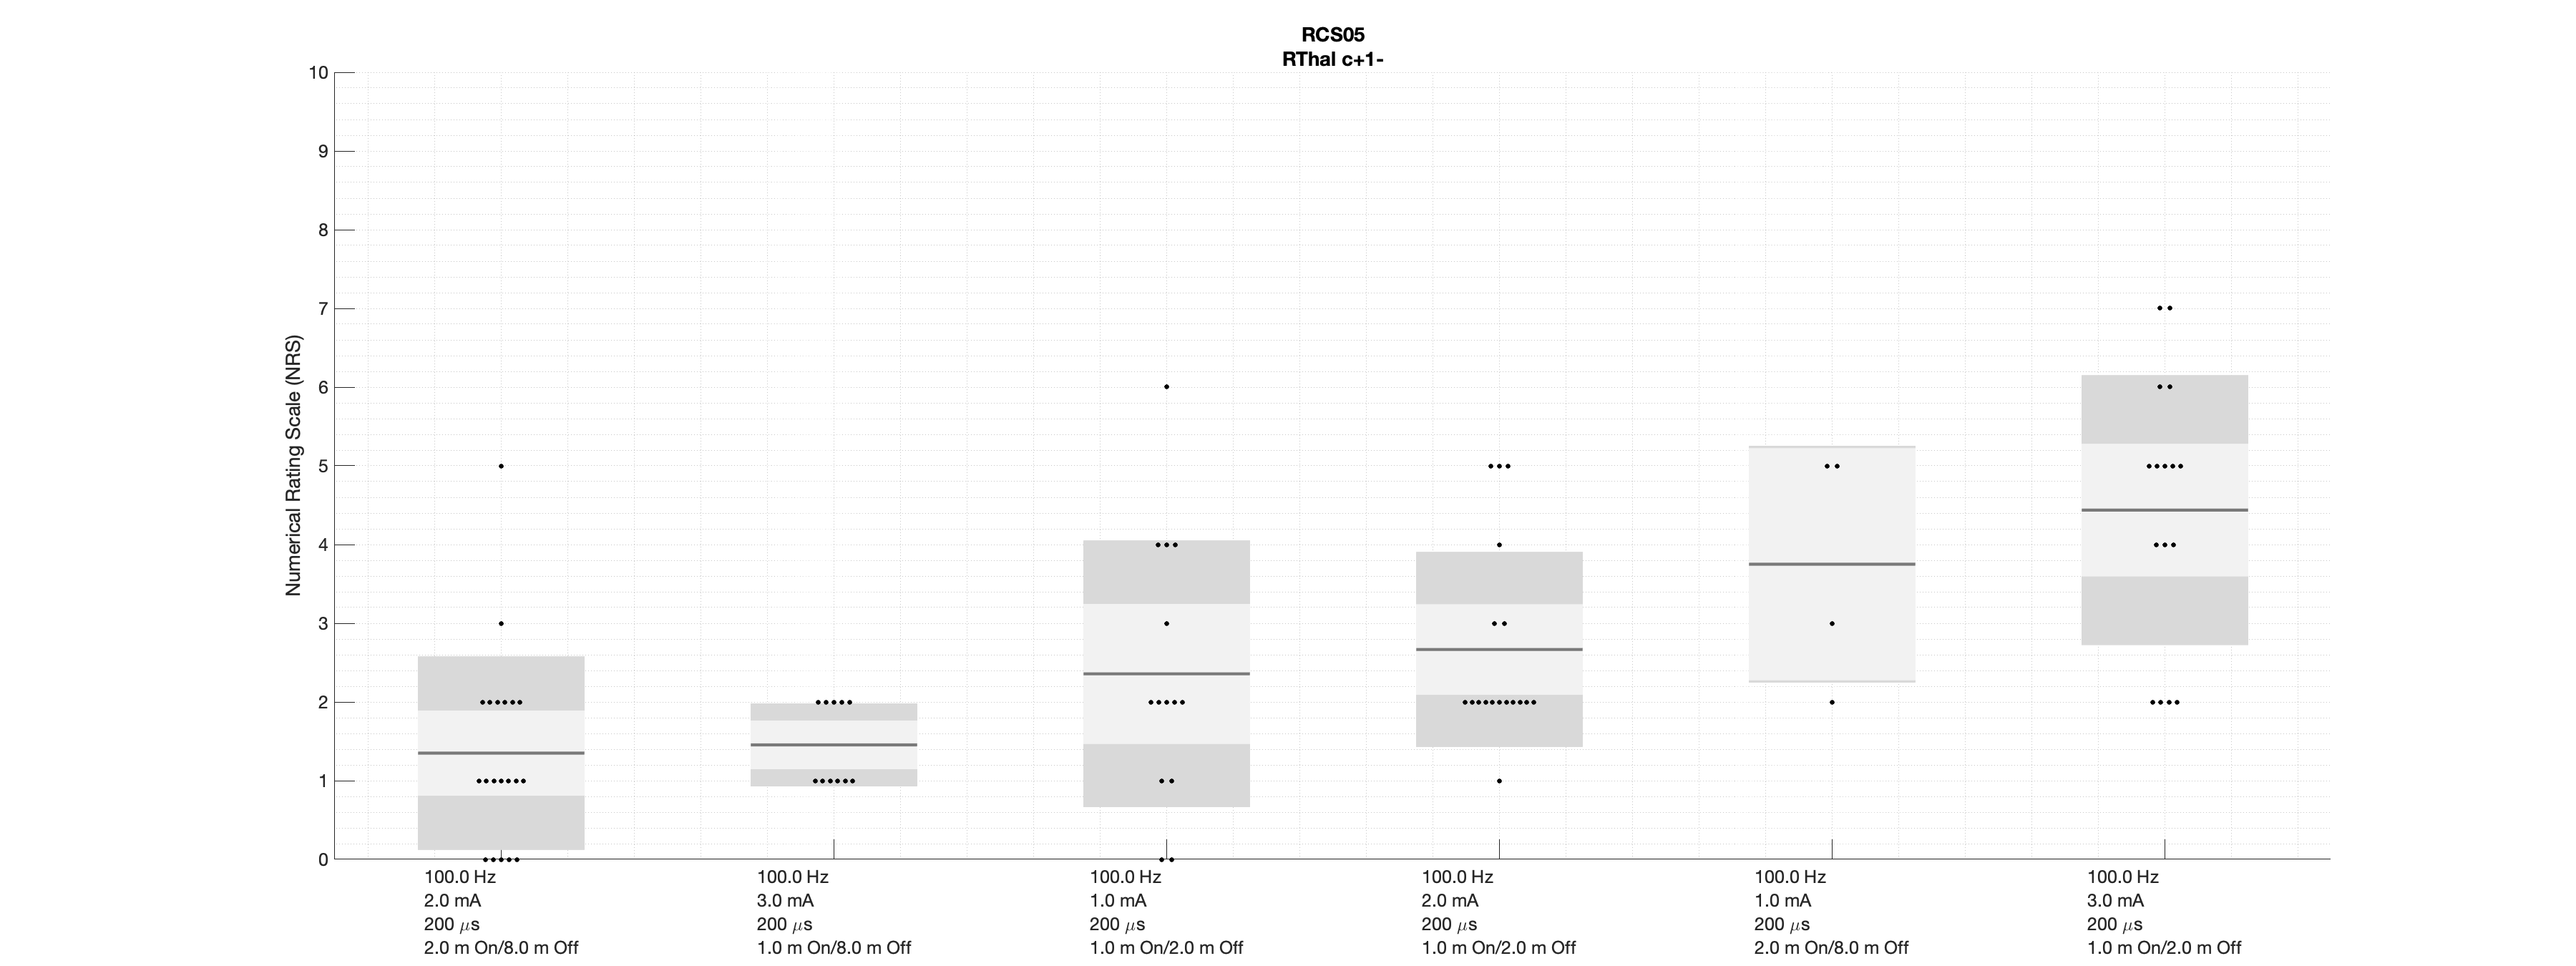 RCS05
RThal c+1-
Numerical Rating Scale (NRS)
10
9
8
7
6
5
4
3
2
1
0
100.0 Hz
2.0 mA
200 μs
2.0 m On/8.0 m Off
100.0 Hz
3.0 mA
200 μs
1.0 m On/8.0 m Off
100.0 Hz
1.0 mA
200 μs
1.0 m On/2.0 m Off
100.0 Hz
2.0 mA
200 μs
1.0 m On/2.0 m Off
100.0 Hz
1.0 mA
200 μs
2.0 m On/8.0 m Off
100.0 Hz
3.0 mA
200 μs
1.0 m On/2.0 m Off